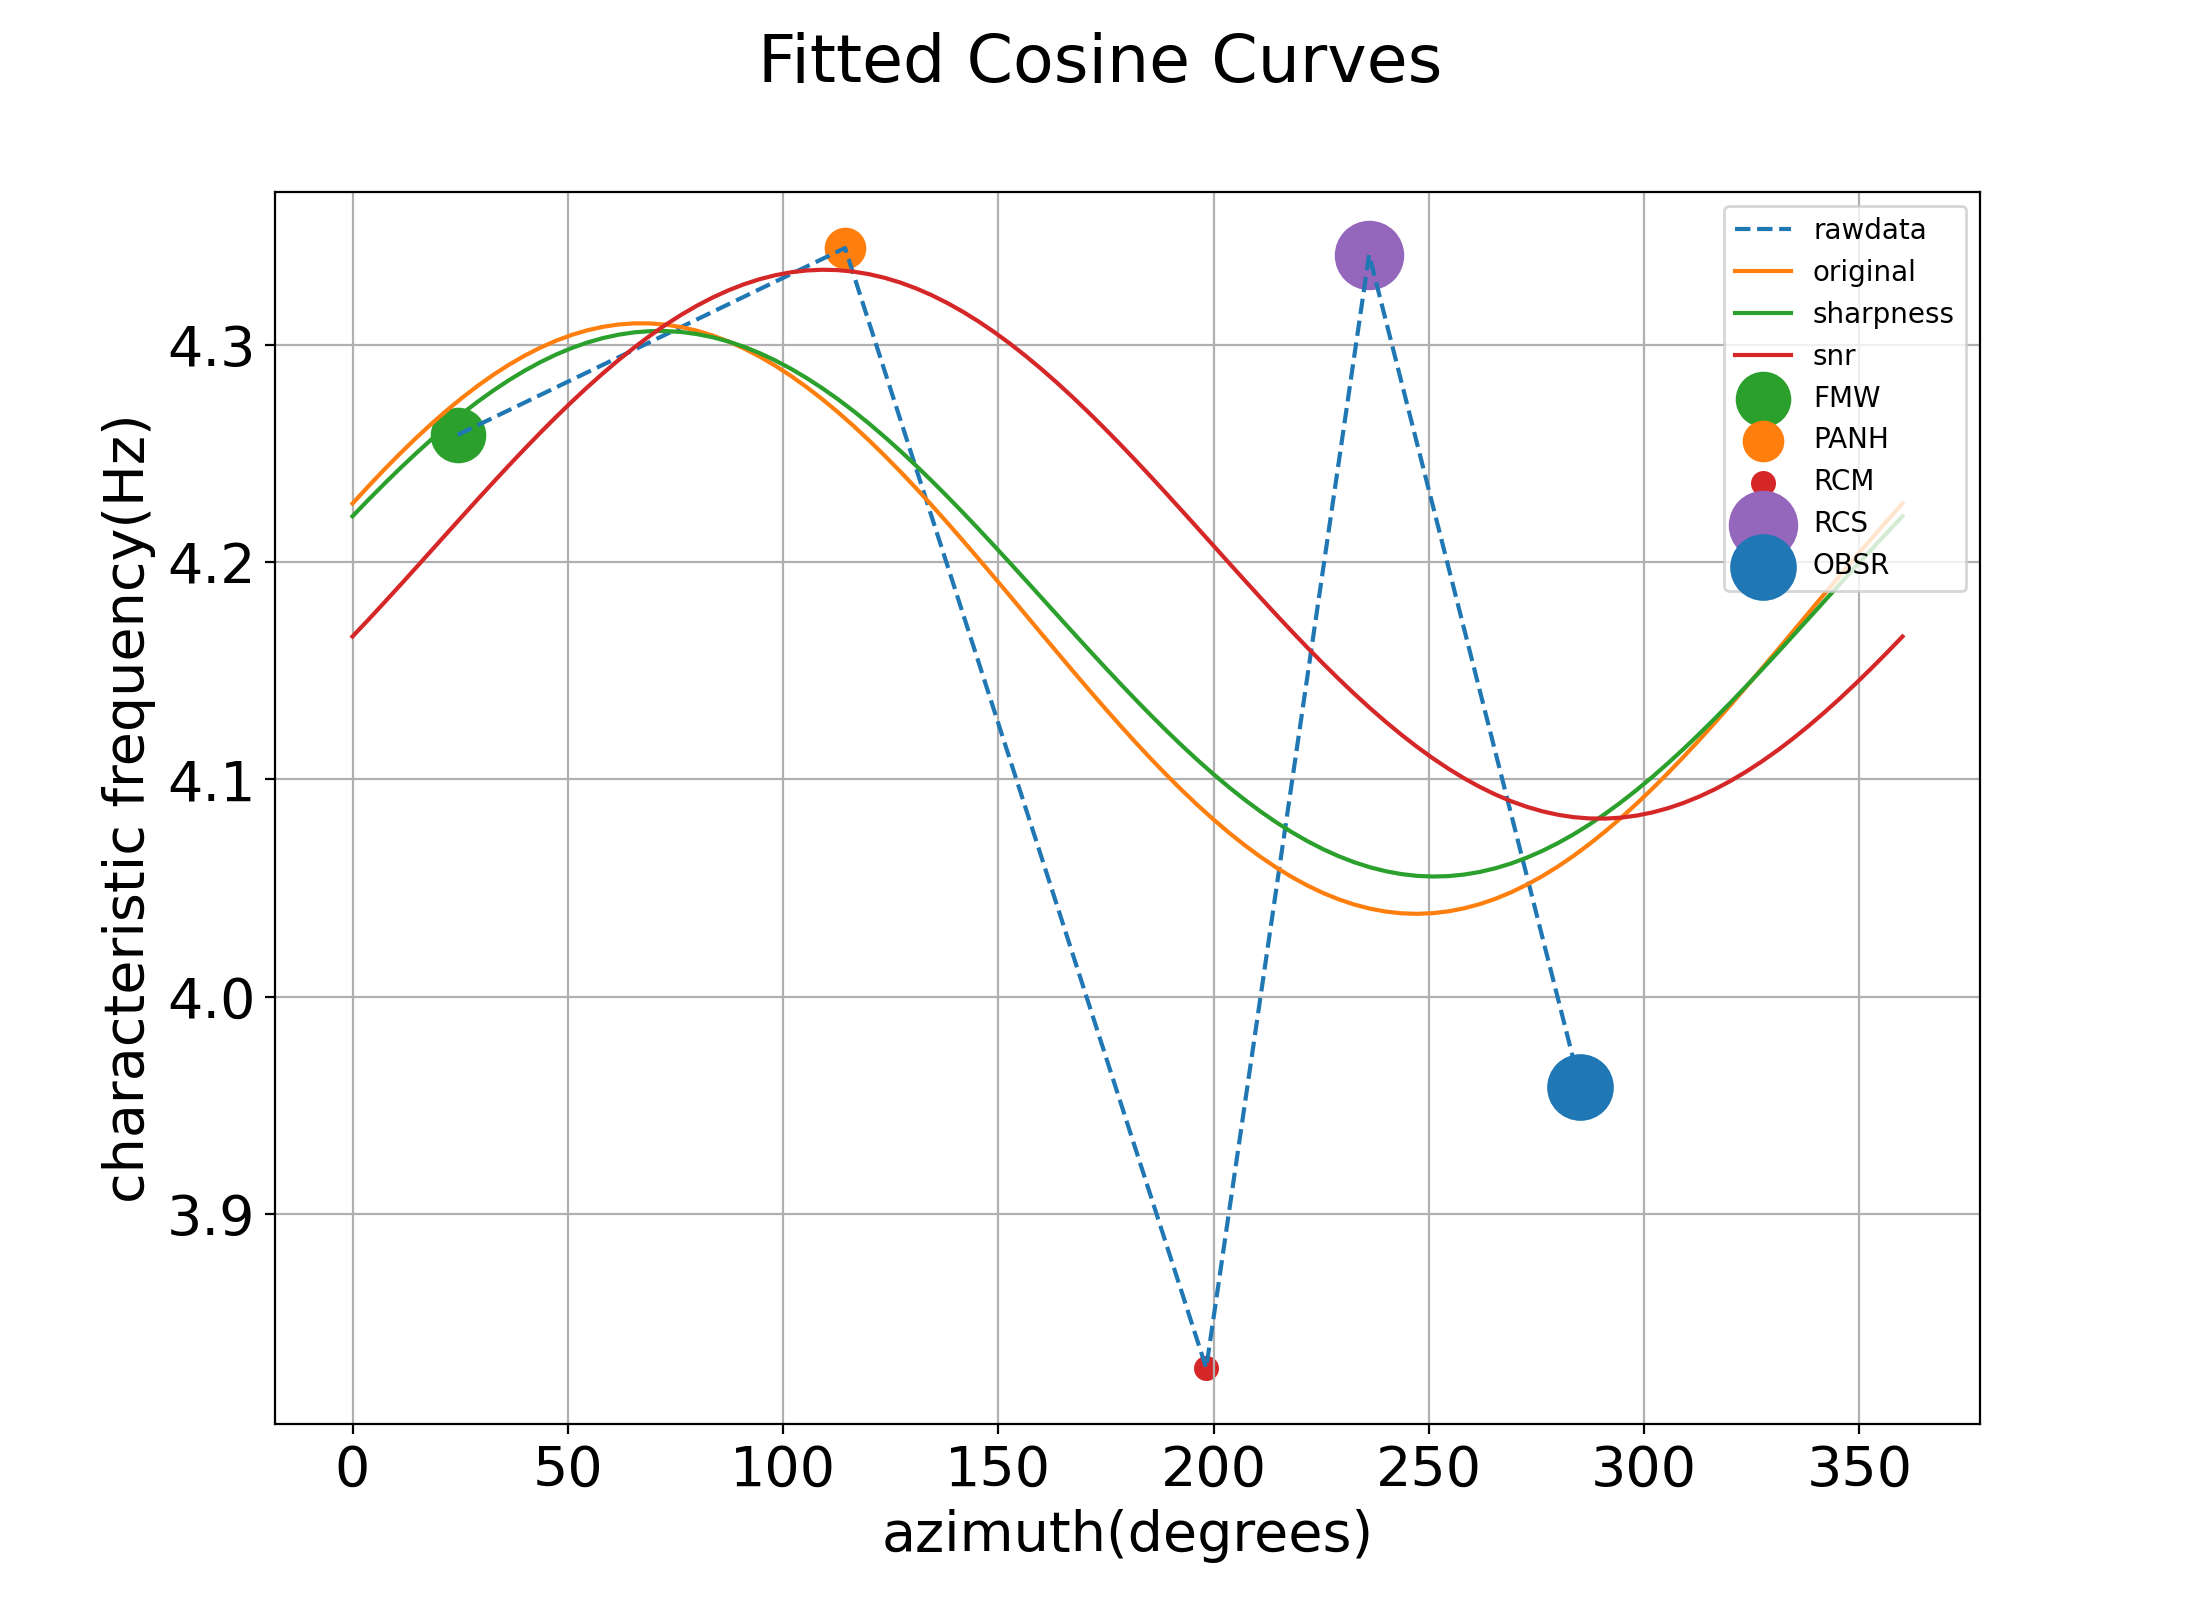 Fitted Cosine Curves
rawdata
original
sharpness
snr
FMW
PANH
RCM
RCS
OBSR
characteristic frequency(Hz)
4.3
4.2
4.1
4.0
3.9
0 50 100 150 200 250 300 350
azimuth(degrees)